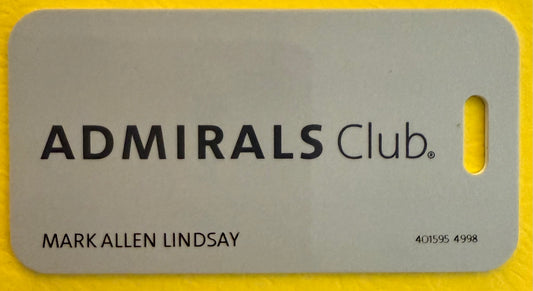 ADMIRALS Club®
MARK ALLEN LINDSAY
401595 4998